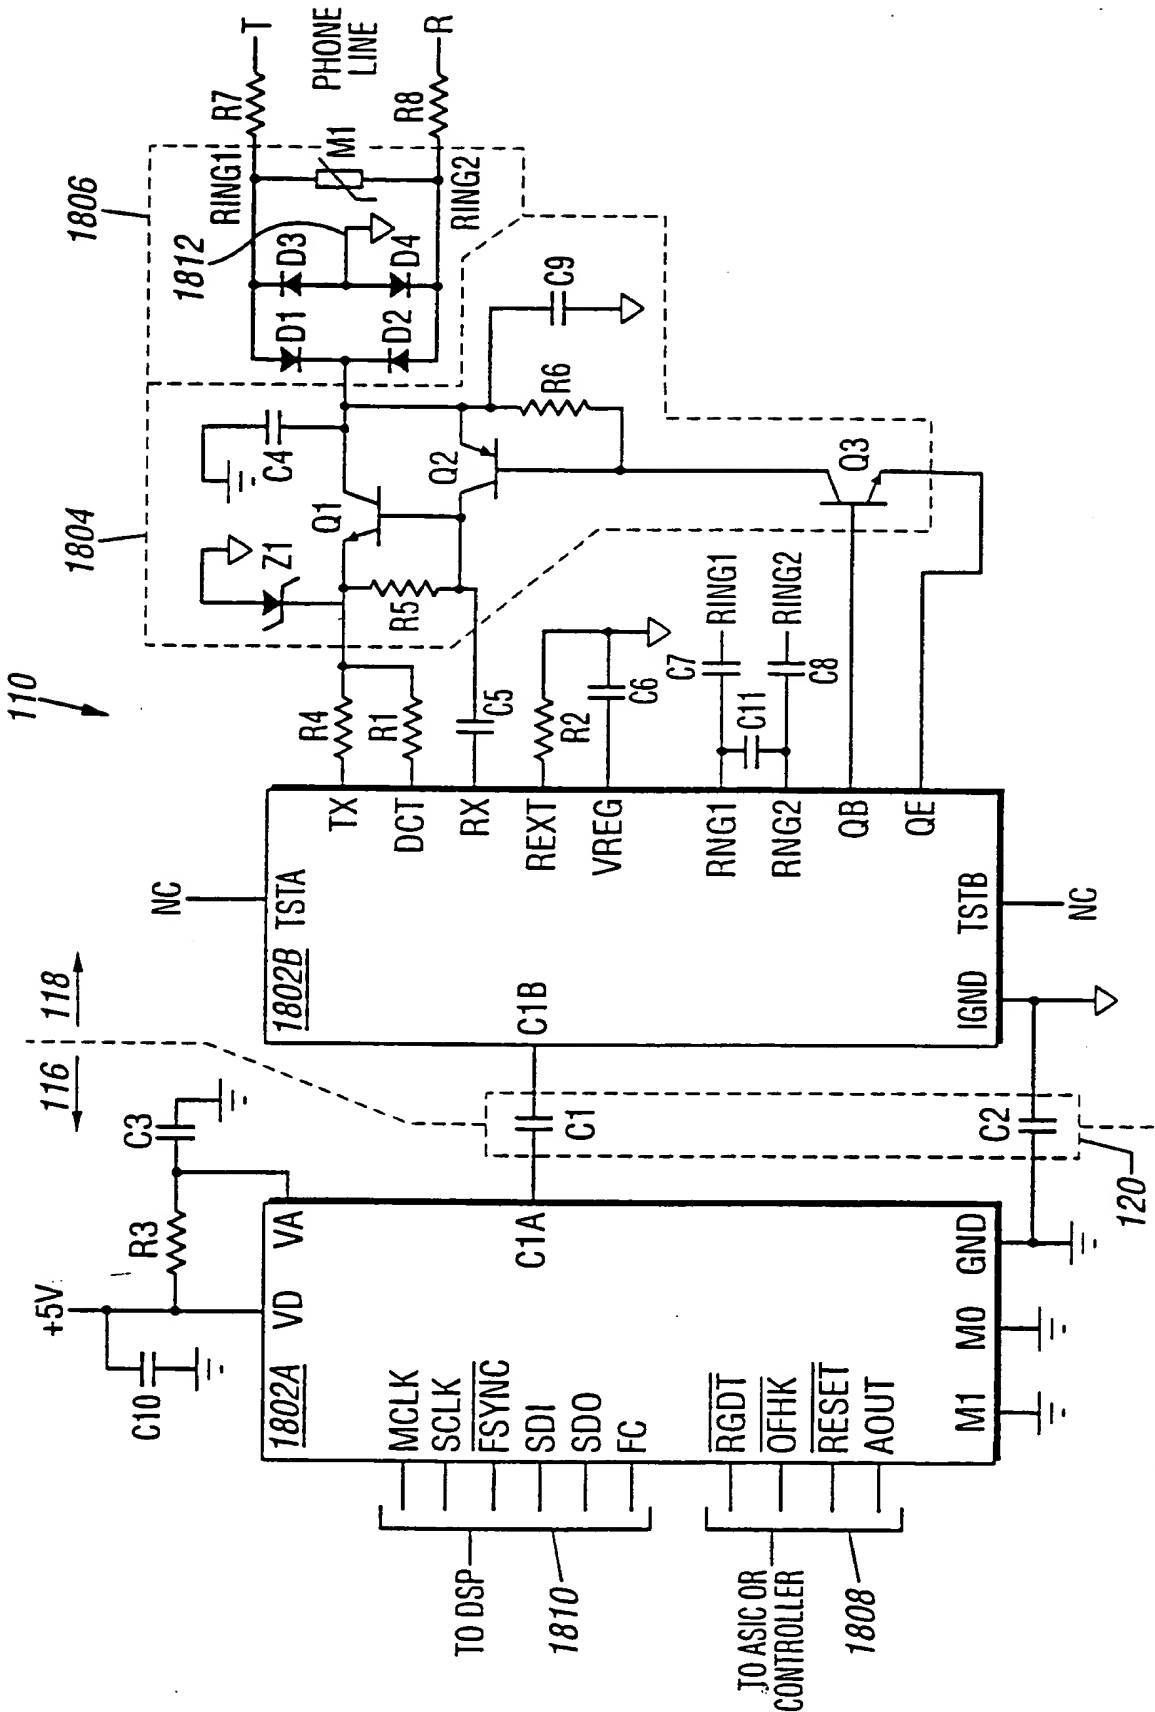 110
116
118
+5V
C10
R3
C3
NC
1804
1806
1802A
VD
VA
MCLK
SCLK
FSYNC
SDI
SDO
FC
RGDT
OFHK
RESET
AOUT
M1
M0
GND
C1A
TO DSP
1810
TO ASIC OR
CONTROLLER
1808
C1
C2
120
1802B
TSTA
C1B
IGND
TSTB
NC
TX
DCT
RX
REXT
VREG
RNG1
RNG2
QB
QE
R4
R1
C5
R2
C6
C7
C11
C8
RING1
RING2
Z1
R5
Q1
C4
Q2
R6
C9
Q3
1812
D1
D3
D2
D4
RING1
M1
RING2
R7
R8
T
PHONE
LINE
R